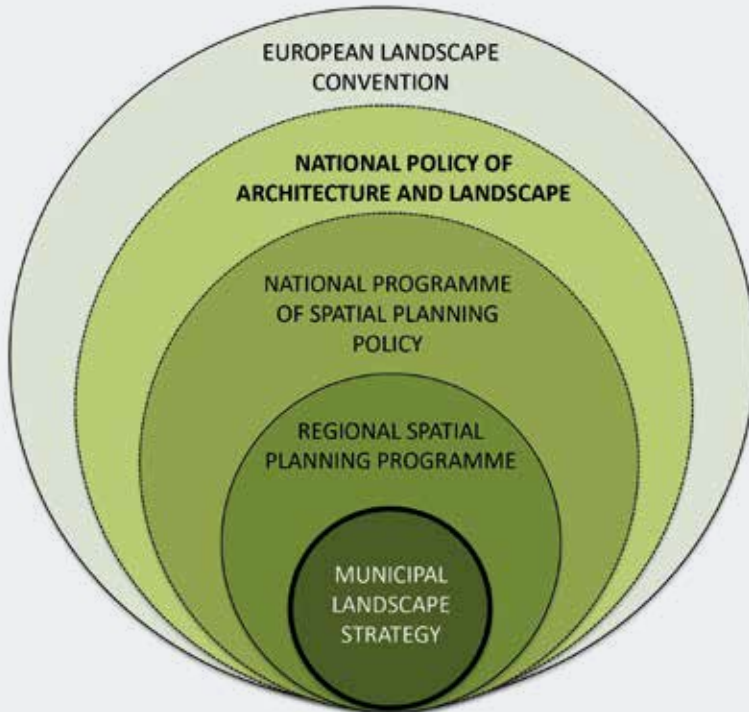 EUROPEAN LANDSCAPE
CONVENTION
NATIONAL POLICY OF
ARCHITECTURE AND LANDSCAPE
NATIONAL PROGRAMME
OF SPATIAL PLANNING
POLICY
REGIONAL SPATIAL
PLANNING PROGRAMME
MUNICIPAL
LANDSCAPE
STRATEGY